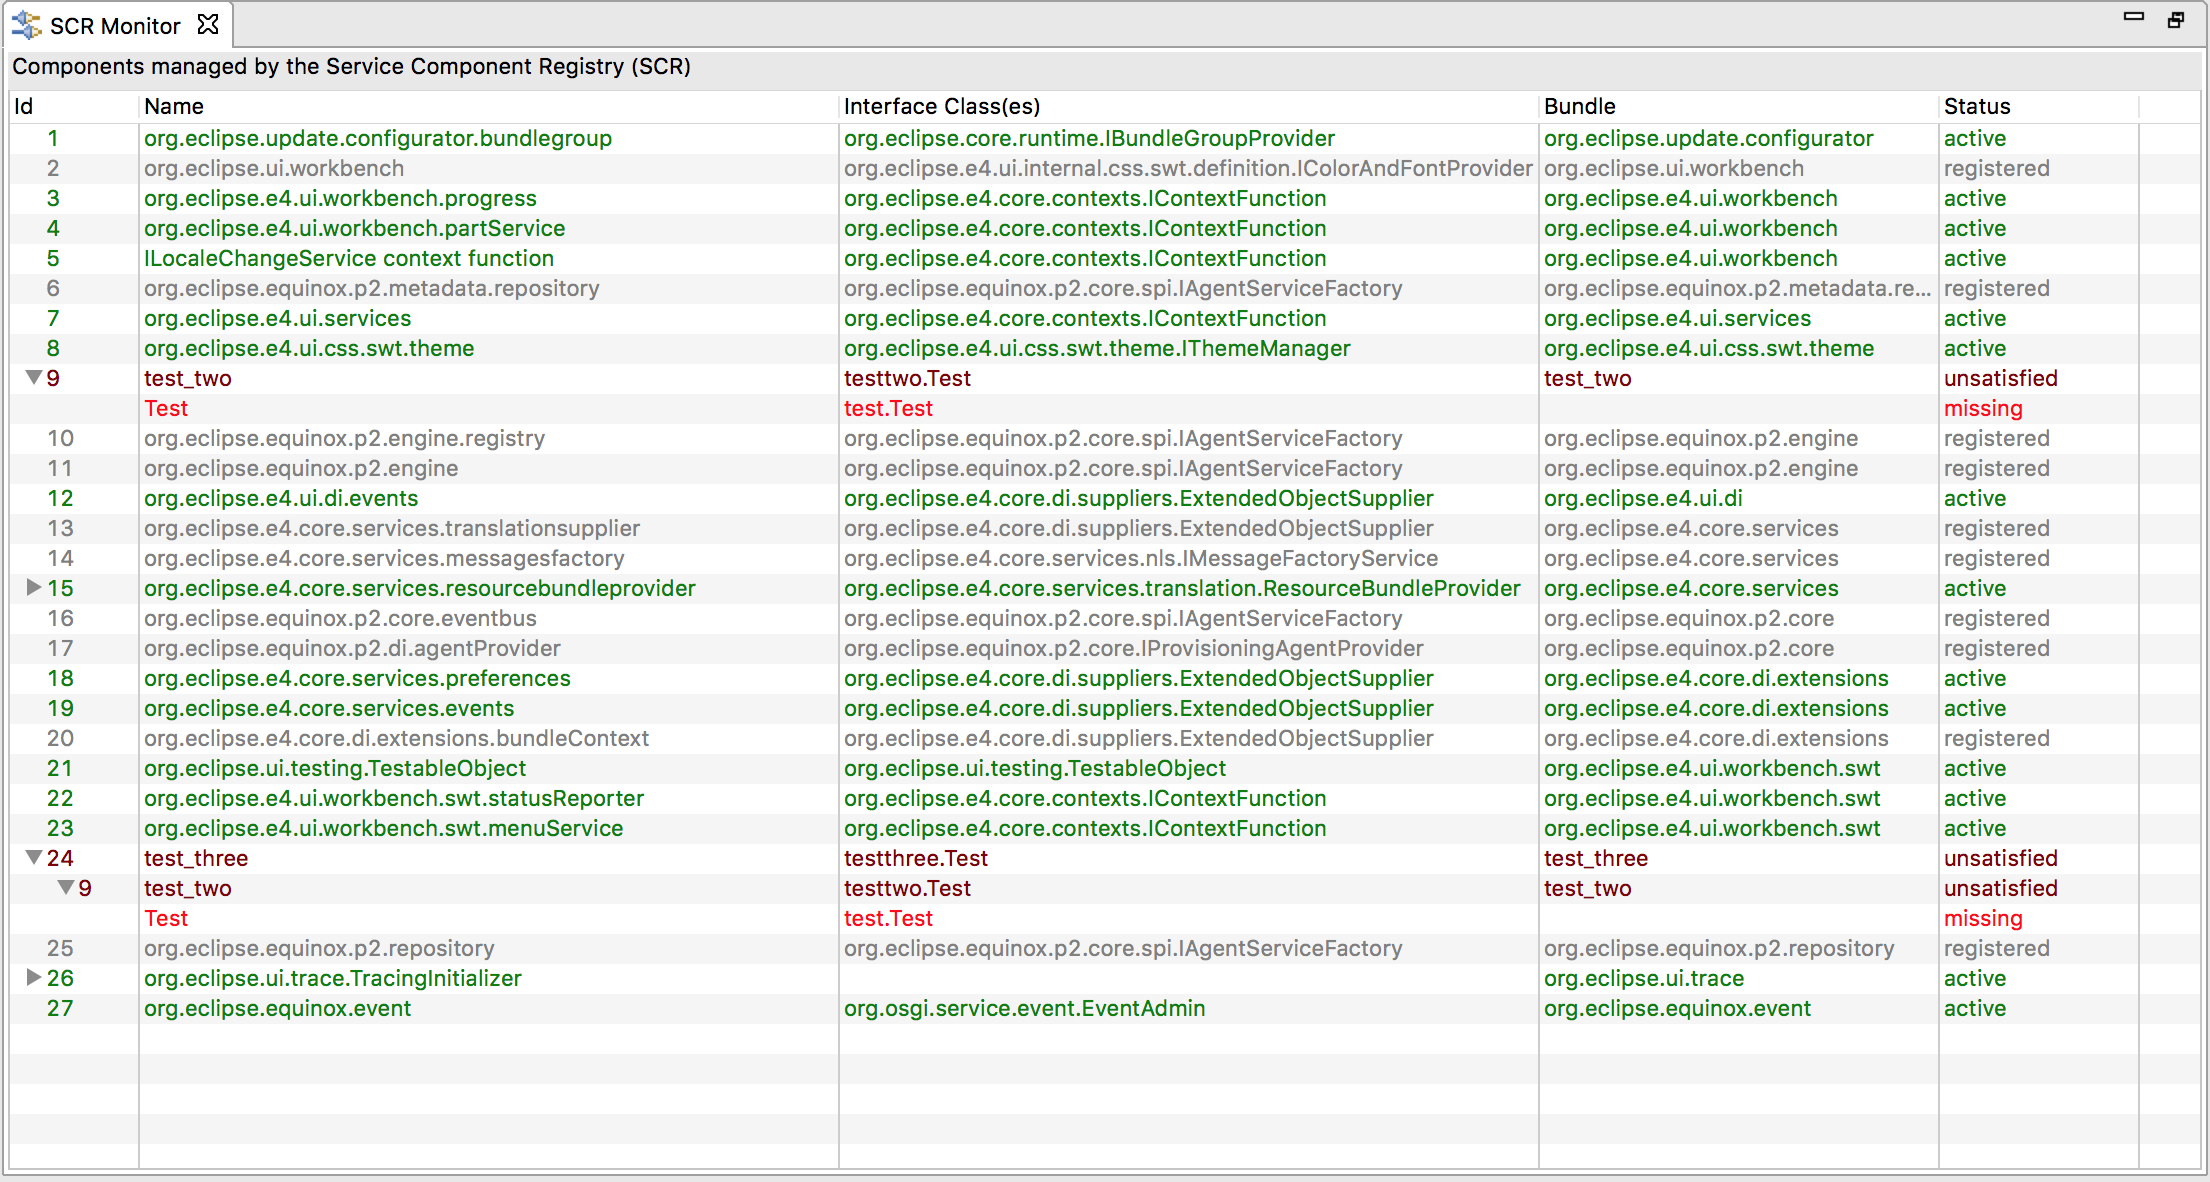 SCR Monitor
Components managed by the Service Component Registry (SCR)
Id Name Interface Class(es) Bundle Status
1 org.eclipse.update.configurator.bundlegroup org.eclipse.core.runtime.IBundleGroupProvider org.eclipse.update.configurator active
2 org.eclipse.ui.workbench org.eclipse.e4.ui.internal.css.swt.definition.IColorAndFontProvider org.eclipse.ui.workbench registered
3 org.eclipse.e4.ui.workbench.progress org.eclipse.e4.core.contexts.IContextFunction org.eclipse.e4.ui.workbench active
4 org.eclipse.e4.ui.workbench.partService org.eclipse.e4.core.contexts.IContextFunction org.eclipse.e4.ui.workbench active
5 ILocaleChangeService context function org.eclipse.e4.core.contexts.IContextFunction org.eclipse.e4.ui.workbench active
6 org.eclipse.equinox.p2.metadata.repository org.eclipse.equinox.p2.core.spi.IAgentServiceFactory org.eclipse.equinox.p2.metadata.re... registered
7 org.eclipse.e4.ui.services org.eclipse.e4.core.contexts.IContextFunction org.eclipse.e4.ui.services active
8 org.eclipse.e4.ui.css.swt.theme org.eclipse.e4.ui.css.swt.theme.IThemeManager org.eclipse.e4.ui.css.swt.theme active
9 test_two testtwo.Test test_two unsatisfied
Test test.Test missing
10 org.eclipse.equinox.p2.engine.registry org.eclipse.equinox.p2.core.spi.IAgentServiceFactory org.eclipse.equinox.p2.engine registered
11 org.eclipse.equinox.p2.engine org.eclipse.equinox.p2.core.spi.IAgentServiceFactory org.eclipse.equinox.p2.engine registered
12 org.eclipse.e4.ui.di.events org.eclipse.e4.core.di.suppliers.ExtendedObjectSupplier org.eclipse.e4.ui.di active
13 org.eclipse.e4.core.services.translationsupplier org.eclipse.e4.core.di.suppliers.ExtendedObjectSupplier org.eclipse.e4.core.services registered
14 org.eclipse.e4.core.services.messagesfactory org.eclipse.e4.core.services.nls.IMessageFactoryService org.eclipse.e4.core.services registered
15 org.eclipse.e4.core.services.resourcebundleprovider org.eclipse.e4.core.services.translation.ResourceBundleProvider org.eclipse.e4.core.services active
16 org.eclipse.equinox.p2.core.eventbus org.eclipse.equinox.p2.core.spi.IAgentServiceFactory org.eclipse.equinox.p2.core registered
17 org.eclipse.equinox.p2.di.agentProvider org.eclipse.equinox.p2.core.IProvisioningAgentProvider org.eclipse.equinox.p2.core registered
18 org.eclipse.e4.core.services.preferences org.eclipse.e4.core.di.suppliers.ExtendedObjectSupplier org.eclipse.e4.core.di.extensions active
19 org.eclipse.e4.core.services.events org.eclipse.e4.core.di.suppliers.ExtendedObjectSupplier org.eclipse.e4.core.di.extensions active
20 org.eclipse.e4.core.di.extensions.bundleContext org.eclipse.e4.core.di.suppliers.ExtendedObjectSupplier org.eclipse.e4.core.di.extensions registered
21 org.eclipse.ui.testing.TestableObject org.eclipse.ui.testing.TestableObject org.eclipse.e4.ui.workbench.swt active
22 org.eclipse.e4.ui.workbench.swt.statusReporter org.eclipse.e4.core.contexts.IContextFunction org.eclipse.e4.ui.workbench.swt active
23 org.eclipse.e4.ui.workbench.swt.menuService org.eclipse.e4.core.contexts.IContextFunction org.eclipse.e4.ui.workbench.swt active
24 test_three testthree.Test test_three unsatisfied
9 test_two testtwo.Test test_two unsatisfied
Test test.Test missing
25 org.eclipse.equinox.p2.repository org.eclipse.equinox.p2.core.spi.IAgentServiceFactory org.eclipse.equinox.p2.repository registered
26 org.eclipse.ui.trace.TracingInitializer org.eclipse.ui.trace active
27 org.eclipse.equinox.event org.osgi.service.event.EventAdmin org.eclipse.equinox.event active